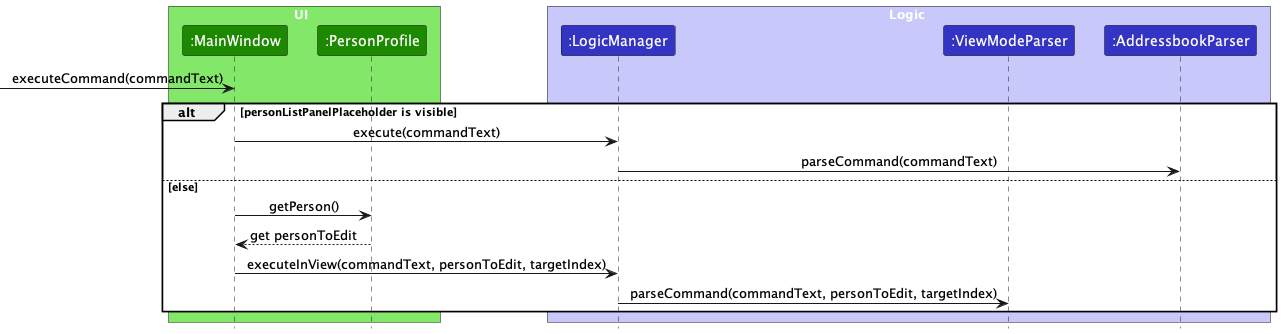 UI
Logic
:MainWindow
:PersonProfile
:LogicManager
:ViewModeParser
:AddressbookParser
executeCommand(commandText)
alt
[personListPanelPlaceholder is visible]
execute(commandText)
parseCommand(commandText)
[else]
getPerson()
get personToEdit
executeInView(commandText, personToEdit, targetIndex)
parseCommand(commandText, personToEdit, targetIndex)